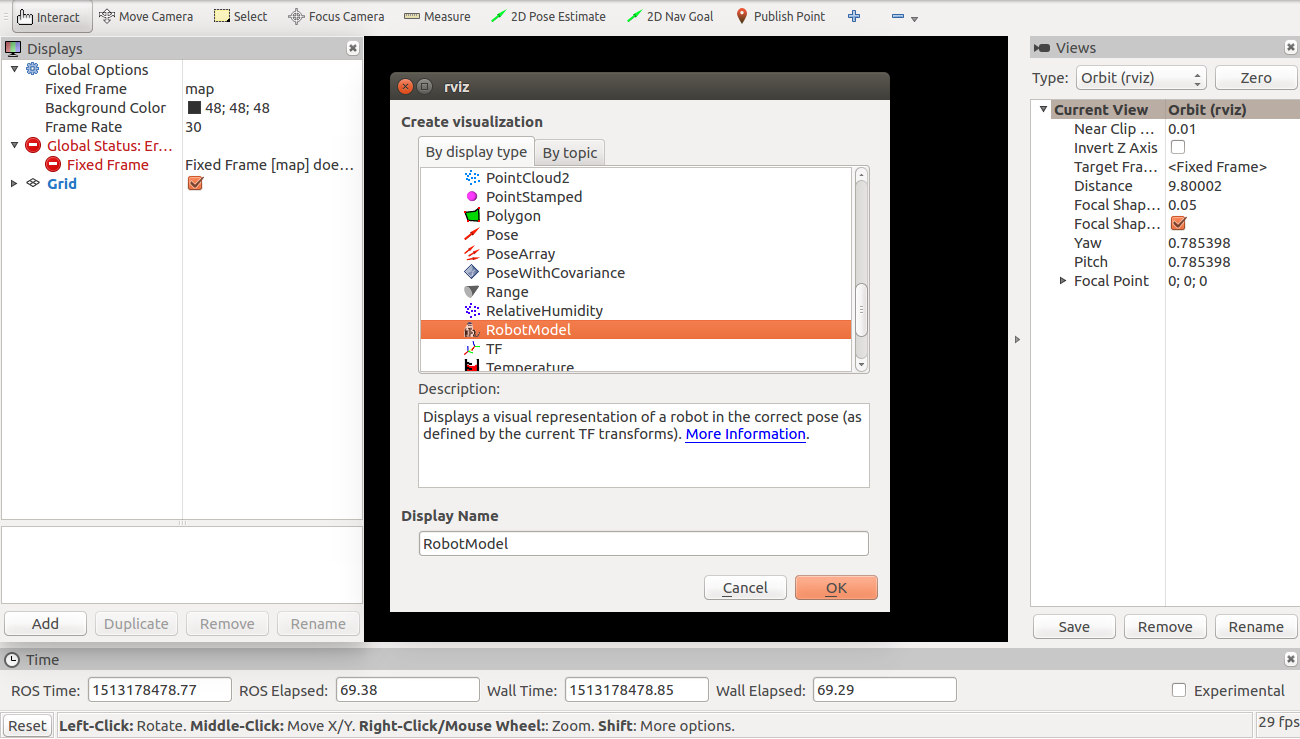 Interact Move Camera Select Focus Camera Measure 2D Pose Estimate 2D Nav Goal Publish Point
Displays
Global Options
Fixed Frame map
Background Color 48; 48; 48
Frame Rate 30
Global Status: Er...
Fixed Frame Fixed Frame [map] doe...
Grid
rviz
Create visualization
By display type By topic
PointCloud2
PointStamped
Polygon
Pose
PoseArray
PoseWithCovariance
Range
RelativeHumidity
RobotModel
TF
Temperature
Description:
Displays a visual representation of a robot in the correct pose (as
defined by the current TF transforms). More Information.
Display Name
RobotModel
Cancel OK
Add Duplicate Remove Rename
Views
Type: Orbit (rviz) Zero
Current View Orbit (rviz)
Near Clip ... 0.01
Invert Z Axis
Target Fra... <Fixed Frame>
Distance 9.80002
Focal Shap... 0.05
Focal Shap...
Yaw 0.785398
Pitch 0.785398
Focal Point 0; 0; 0
Save Remove Rename
Time
ROS Time: 1513178478.77 ROS Elapsed: 69.38 Wall Time: 1513178478.85 Wall Elapsed: 69.29 Experimental
Reset Left-Click: Rotate. Middle-Click: Move X/Y. Right-Click/Mouse Wheel:: Zoom. Shift: More options. 29 fps